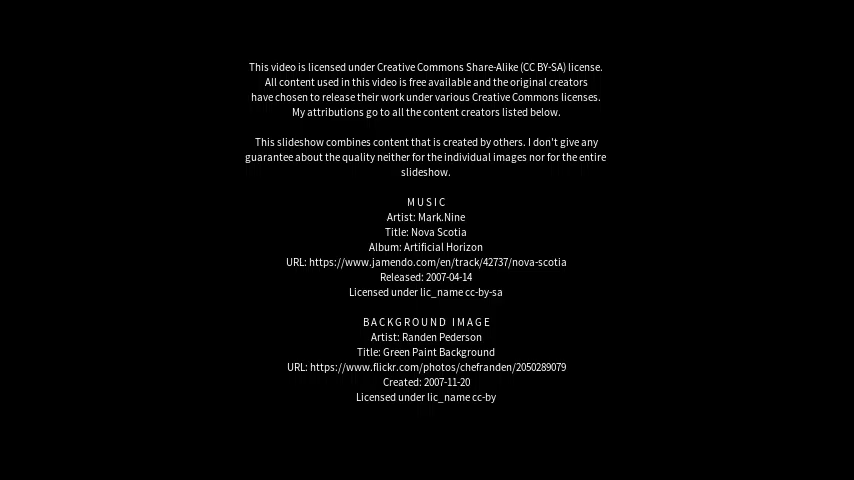 This video is licensed under Creative Commons Share-Alike (CC BY-SA) license.
All content used in this video is free available and the original creators
have chosen to release their work under various Creative Commons licenses.
My attributions go to all the content creators listed below.
This slideshow combines content that is created by others. I don't give any
guarantee about the quality neither for the individual images nor for the entire
slideshow.
M U S I C
Artist: Mark.Nine
Title: Nova Scotia
Album: Artificial Horizon
URL: https://www.jamendo.com/en/track/42737/nova-scotia
Released: 2007-04-14
Licensed under lic_name cc-by-sa
B A C K G R O U N D   I M A G E
Artist: Randen Pederson
Title: Green Paint Background
URL: https://www.flickr.com/photos/chefranden/2050289079
Created: 2007-11-20
Licensed under lic_name cc-by